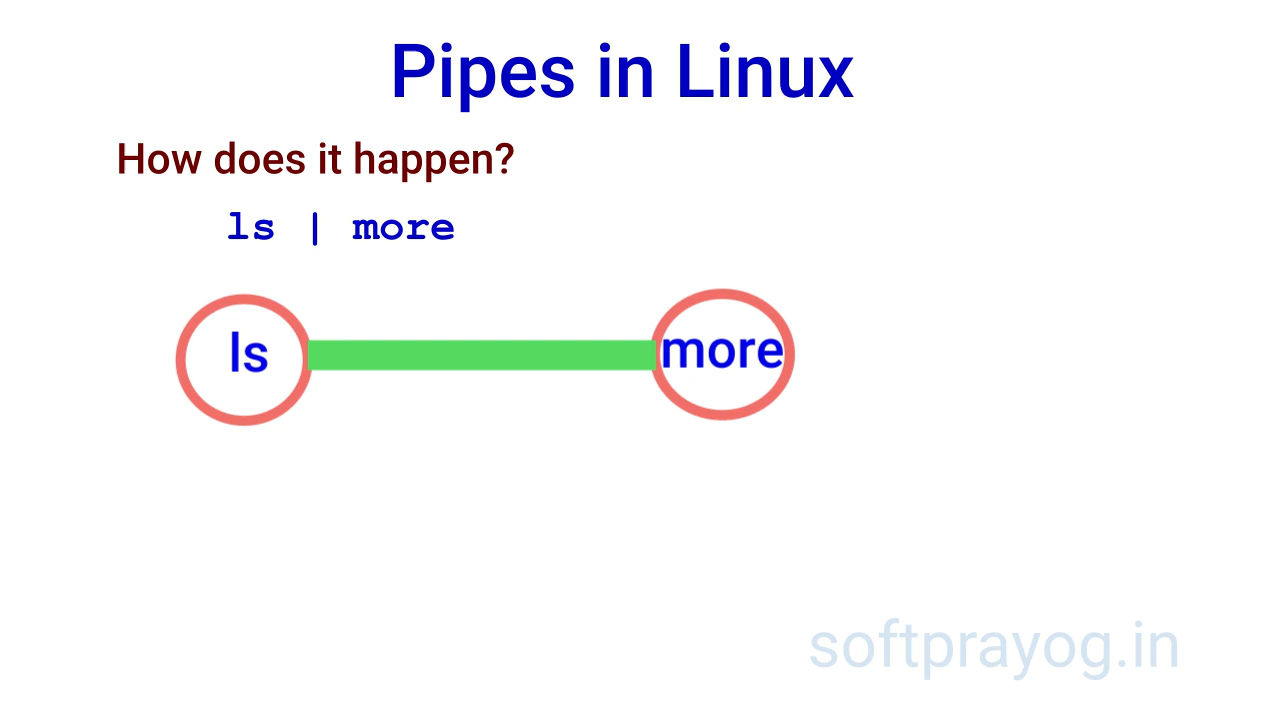 Pipes in Linux
How does it happen?
ls | more
ls
more
softprayog.in